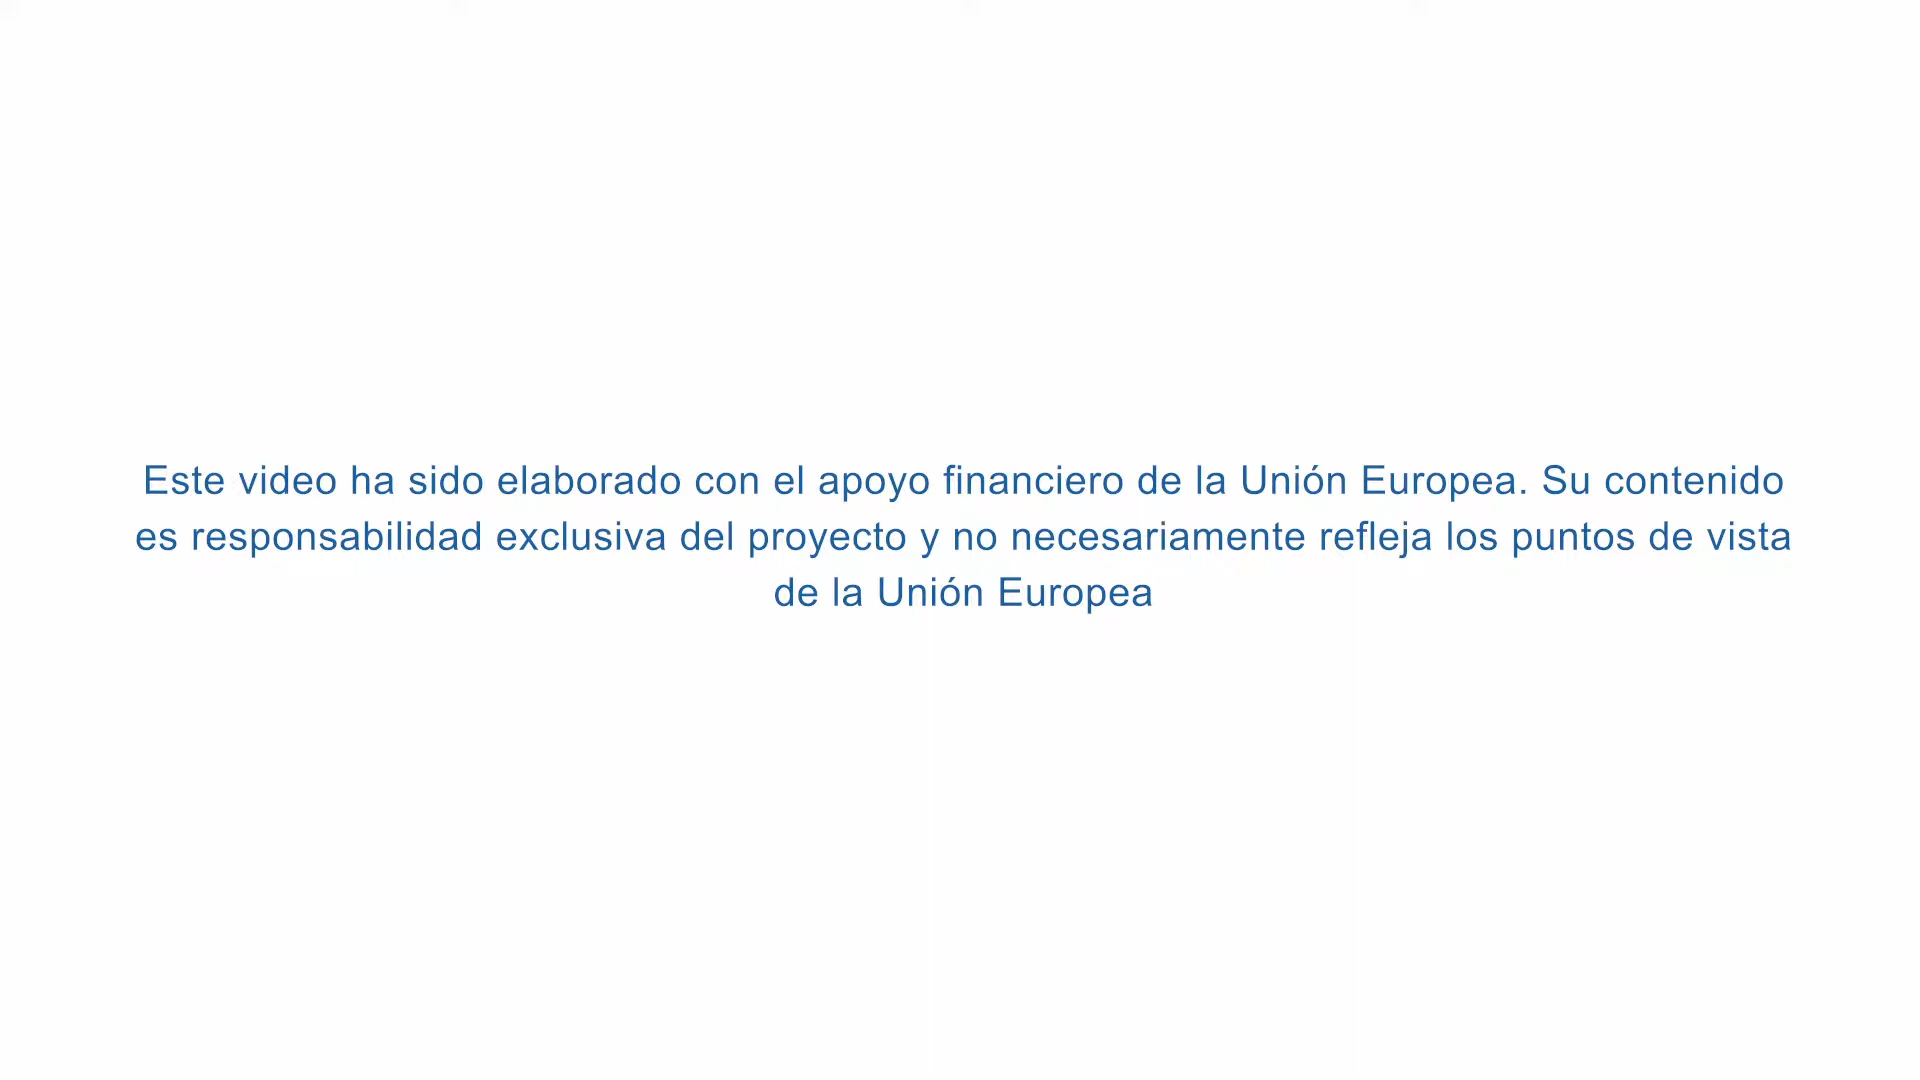 Este video ha sido elaborado con el apoyo financiero de la Unión Europea. Su contenido
es responsabilidad exclusiva del proyecto y no necesariamente refleja los puntos de vista
de la Unión Europea